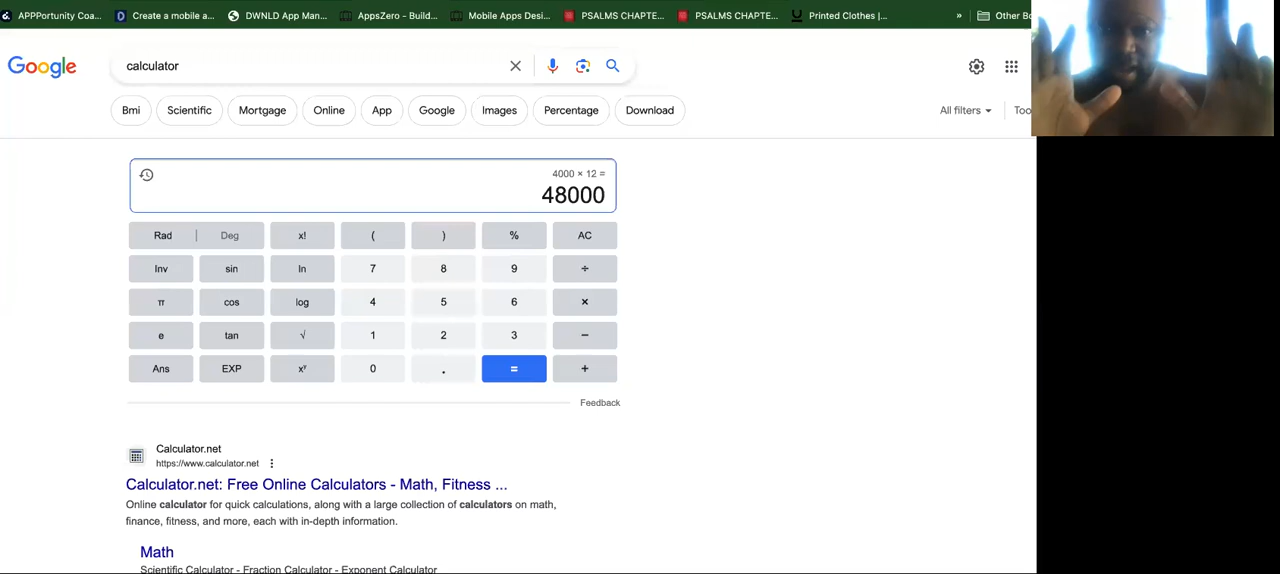 APPPortunity Coa... Create a mobile a... DWNLD App Man... AppsZero - Build... Mobile Apps Desi... PSALMS CHAPTE... PSALMS CHAPTE... Printed Clothes |... » Other Bo
Google calculator
Bmi Scientific Mortgage Online App Google Images Percentage Download All filters Too
4000 × 12 =
48000
Rad Deg x! ( ) % AC
Inv sin ln 7 8 9 ÷
π cos log 4 5 6 ×
e tan √ 1 2 3 −
Ans EXP xʸ 0 . = +
Feedback
Calculator.net
https://www.calculator.net
Calculator.net: Free Online Calculators - Math, Fitness ...
Online calculator for quick calculations, along with a large collection of calculators on math,
finance, fitness, and more, each with in-depth information.
Math
Scientific Calculator - Fraction Calculator - Exponent Calculator